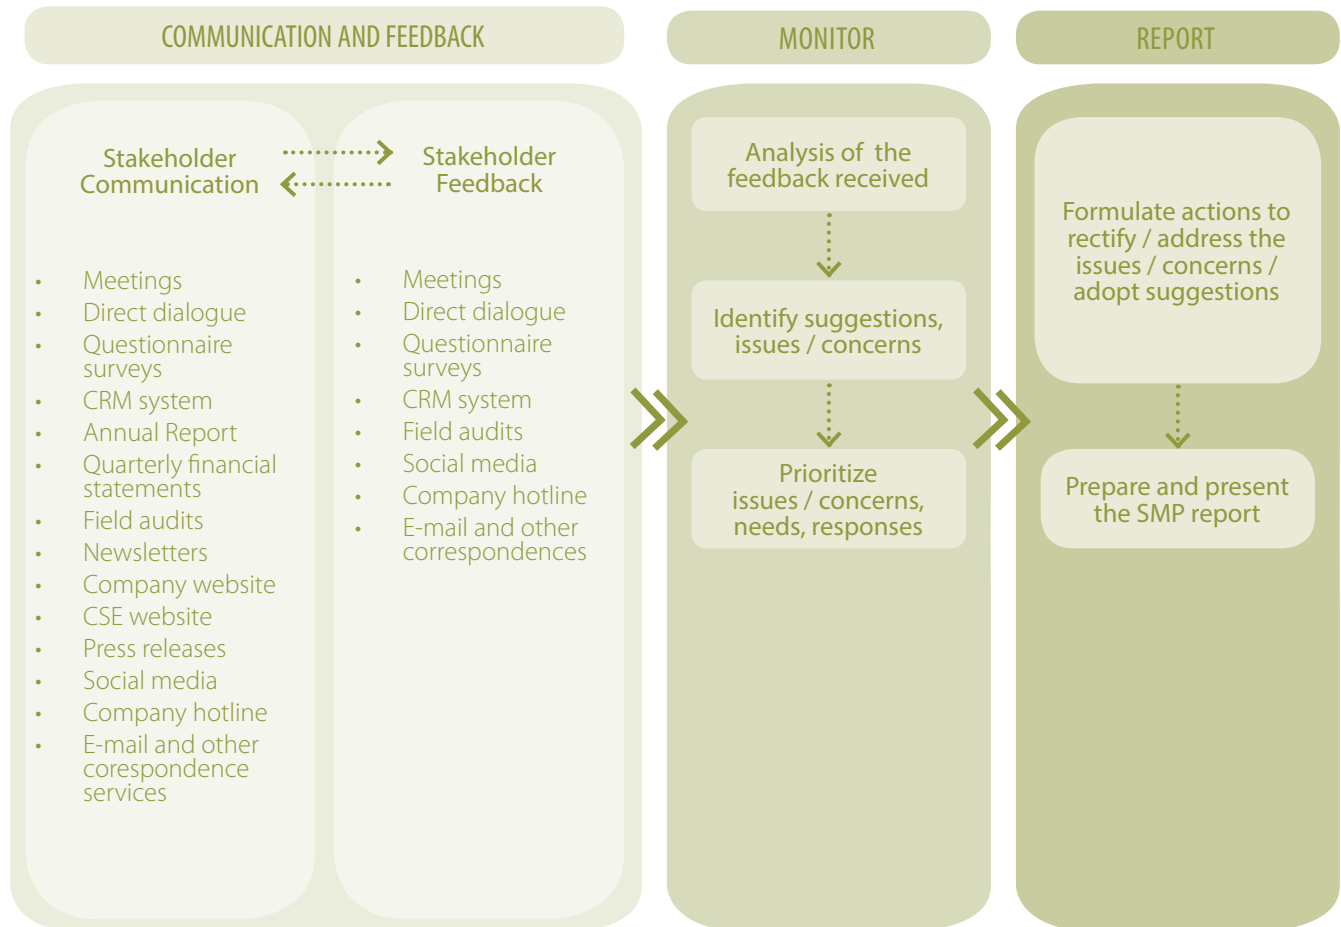 COMMUNICATION AND FEEDBACK
Stakeholder
Communication
• Meetings
• Direct dialogue
• Questionnaire
surveys
• CRM system
• Annual Report
• Quarterly financial
statements
• Field audits
• Newsletters
• Company website
• CSE website
• Press releases
• Social media
• Company hotline
• E-mail and other
corespondence
services
Stakeholder
Feedback
• Meetings
• Direct dialogue
• Questionnaire
surveys
• CRM system
• Field audits
• Social media
• Company hotline
• E-mail and other
correspondences
MONITOR
Analysis of the
feedback received
Identify suggestions,
issues / concerns
Prioritize
issues / concerns,
needs, responses
REPORT
Formulate actions to
rectify / address the
issues / concerns /
adopt suggestions
Prepare and present
the SMP report